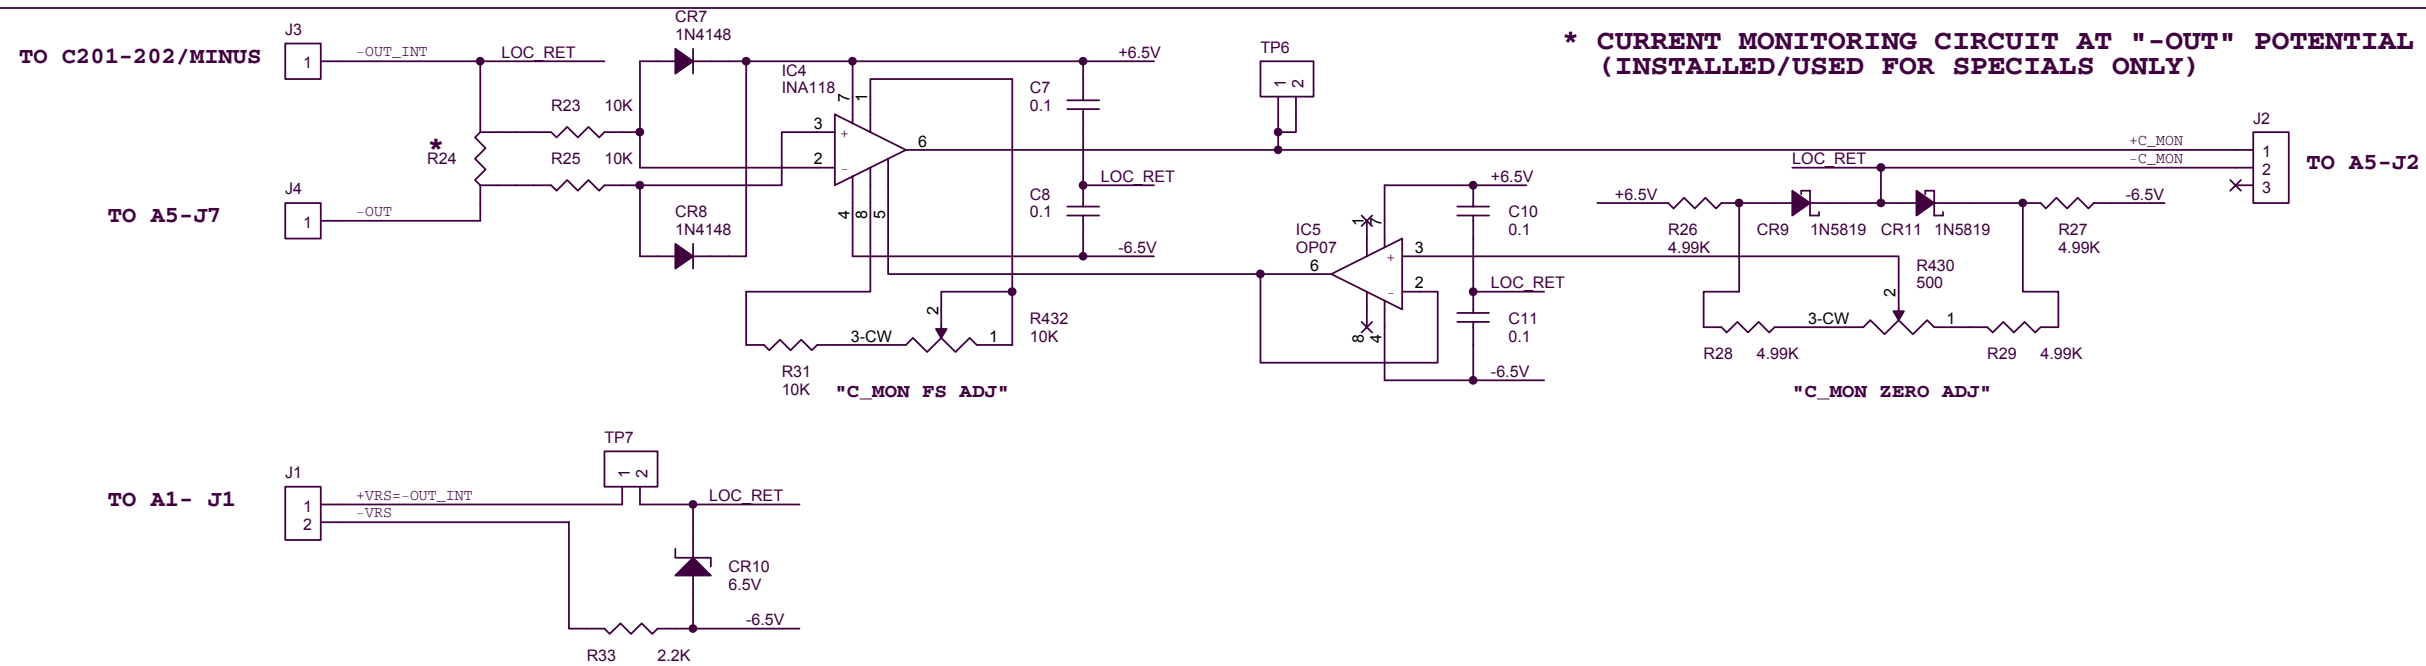 CR7
1N4148
J3
TO C201-202/MINUS
1
-OUT_INT
LOC_RET
+6.5V
TP6
1
2
* CURRENT MONITORING CIRCUIT AT "-OUT" POTENTIAL
(INSTALLED/USED FOR SPECIALS ONLY)
IC4
INA118
7
1
3
+
2
-
6
4
8
5
C7
0.1
R23 10K
*
R24
R25 10K
J4
TO A5-J7
1
-OUT
CR8
1N4148
LOC_RET
C8
0.1
-6.5V
J2
+C_MON
-C_MON
1
2
3
TO A5-J2
LOC_RET
+6.5V
-6.5V
R26
4.99K
CR9 1N5819
CR11 1N5819
R27
4.99K
+6.5V
C10
0.1
IC5
OP07
1
7
3
+
2
-
6
8
4
LOC_RET
C11
0.1
-6.5V
R430
500
2
3-CW
1
R28 4.99K
R29 4.99K
"C_MON ZERO ADJ"
2
R432
10K
3-CW
1
R31
10K
"C_MON FS ADJ"
TP7
1
2
J1
TO A1- J1
1
2
+VRS=-OUT_INT
-VRS
LOC_RET
CR10
6.5V
-6.5V
R33 2.2K